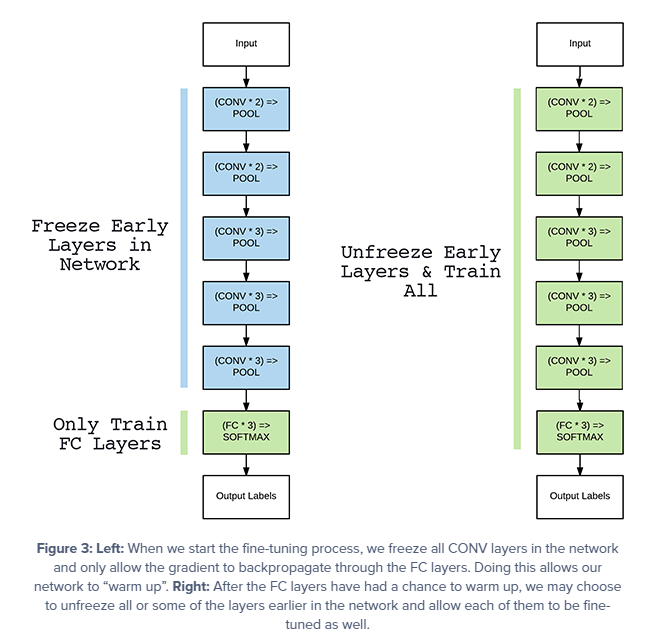 Input
(CONV * 2) =>
POOL
(CONV * 2) =>
POOL
(CONV * 3) =>
POOL
(CONV * 3) =>
POOL
(CONV * 3) =>
POOL
(FC * 3) =>
SOFTMAX
Output Labels
Freeze Early
Layers in
Network
Only Train
FC Layers
Input
(CONV * 2) =>
POOL
(CONV * 2) =>
POOL
(CONV * 3) =>
POOL
(CONV * 3) =>
POOL
(CONV * 3) =>
POOL
(FC * 3) =>
SOFTMAX
Output Labels
Unfreeze Early
Layers & Train
All
Figure 3: Left: When we start the fine-tuning process, we freeze all CONV layers in the network
and only allow the gradient to backpropagate through the FC layers. Doing this allows our
network to “warm up”. Right: After the FC layers have had a chance to warm up, we may choose
to unfreeze all or some of the layers earlier in the network and allow each of them to be fine-
tuned as well.